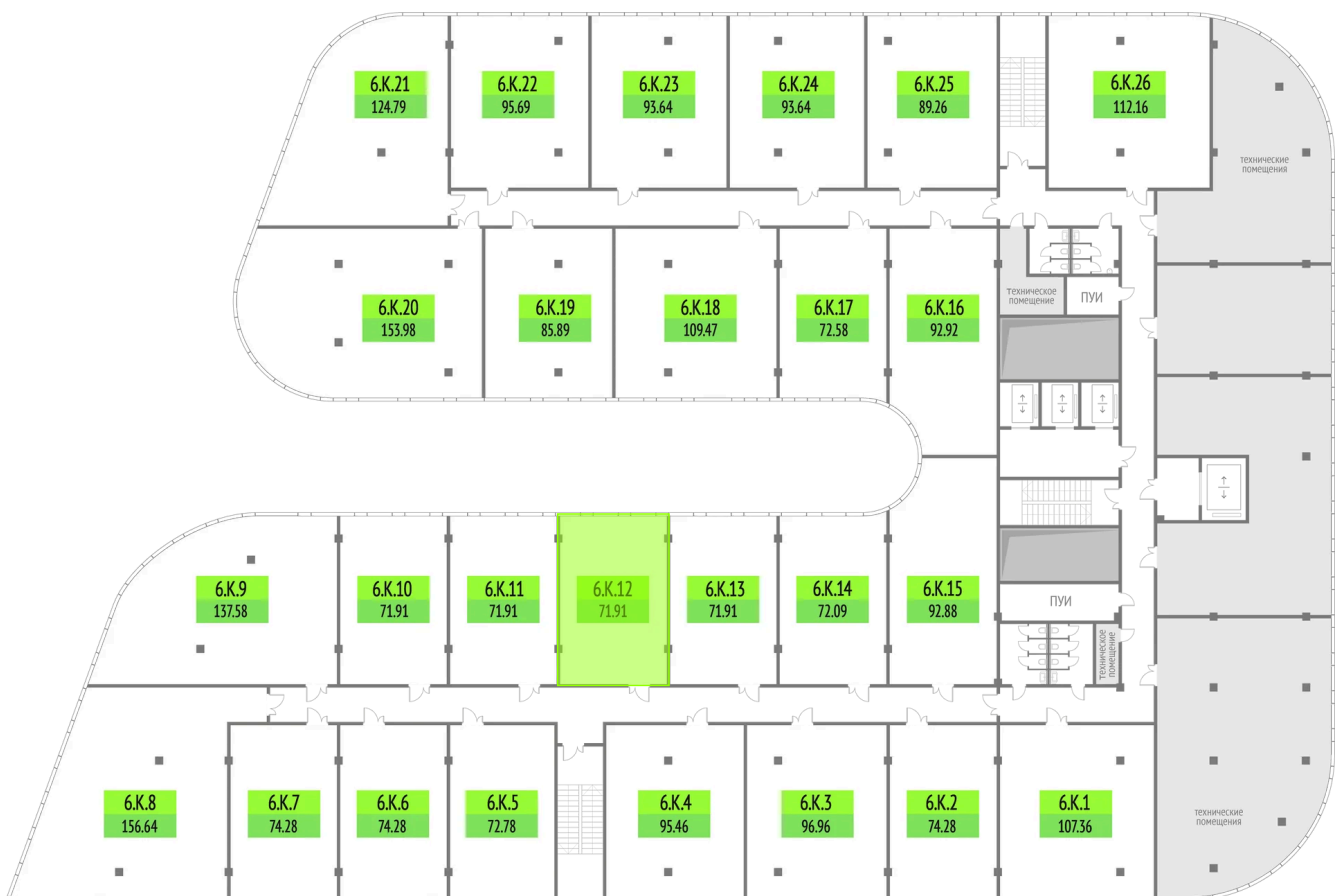 6.К.21
124.79
6.К.22
95.69
6.К.23
93.64
6.К.24
93.64
6.К.25
89.26
6.К.26
112.16
технические
помещения
6.К.20
153.98
6.К.19
85.89
6.К.18
109.47
6.К.17
72.58
6.К.16
92.92
техническое
помещение
ПУИ
6.К.9
137.58
6.К.10
71.91
6.К.11
71.91
6.К.12
71.91
6.К.13
71.91
6.К.14
72.09
6.К.15
92.88
ПУИ
техническое
помещение
6.К.8
156.64
6.К.7
74.28
6.К.6
74.28
6.К.5
72.78
6.К.4
95.46
6.К.3
96.96
6.К.2
74.28
6.К.1
107.36
технические
помещения